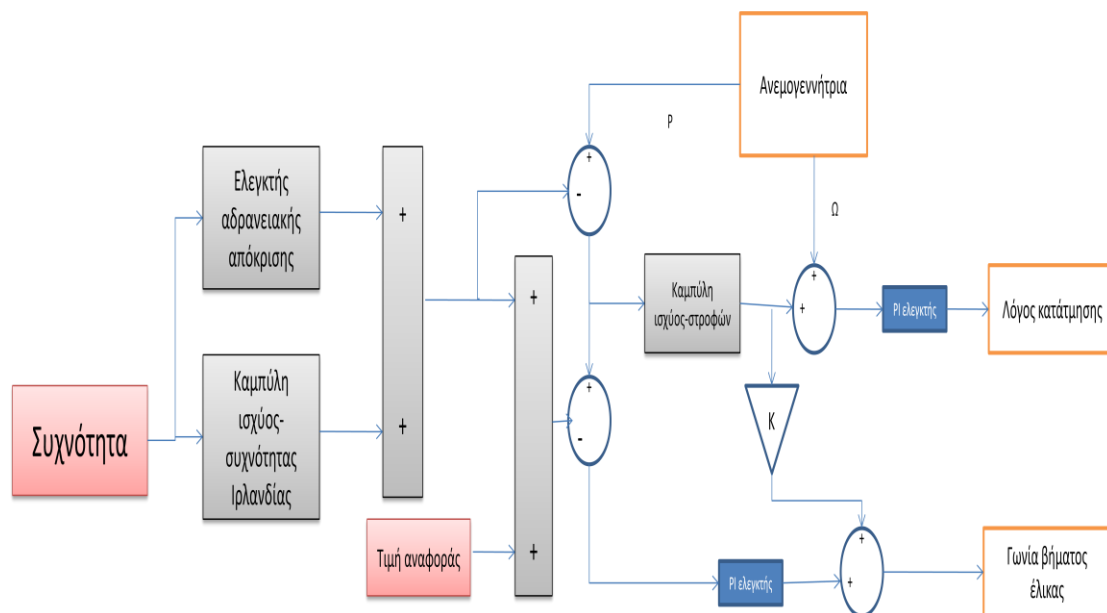 Ανεμογεννήτρια
P
+
-
Ελεγκτής
αδρανειακής
απόκρισης
+
Ω
+
+
Καμπύλη
ισχύος-στροφών
+
PI ελεγκτής
Λόγος κατάτμησης
Συχνότητα
Καμπύλη
ισχύος-
συχνότητας
Ιρλανδίας
+
+
-
K
Τιμή αναφοράς
+
+
+
PI ελεγκτής
Γωνία βήματος
έλικας